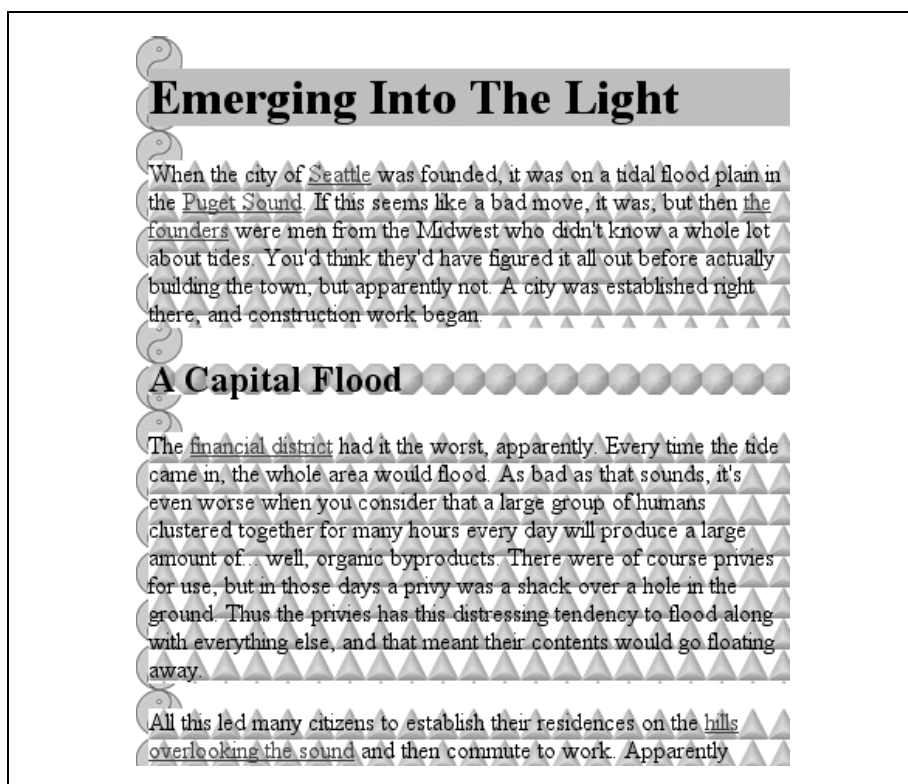 Emerging Into The Light
When the city of Seattle was founded, it was on a tidal flood plain in
the Puget Sound. If this seems like a bad move, it was; but then the
founders were men from the Midwest who didn't know a whole lot
about tides. You'd think they'd have figured it all out before actually
building the town, but apparently not. A city was established right
there, and construction work began.
A Capital Flood
The financial district had it the worst, apparently. Every time the tide
came in, the whole area would flood. As bad as that sounds, it's
even worse when you consider that a large group of humans
clustered together for many hours every day will produce a large
amount of... well, organic byproducts. There were of course privies
for use, but in those days a privy was a shack over a hole in the
ground. Thus the privies has this distressing tendency to flood along
with everything else, and that meant their contents would go floating
away.
All this led many citizens to establish their residences on the hills
overlooking the sound and then commute to work. Apparently